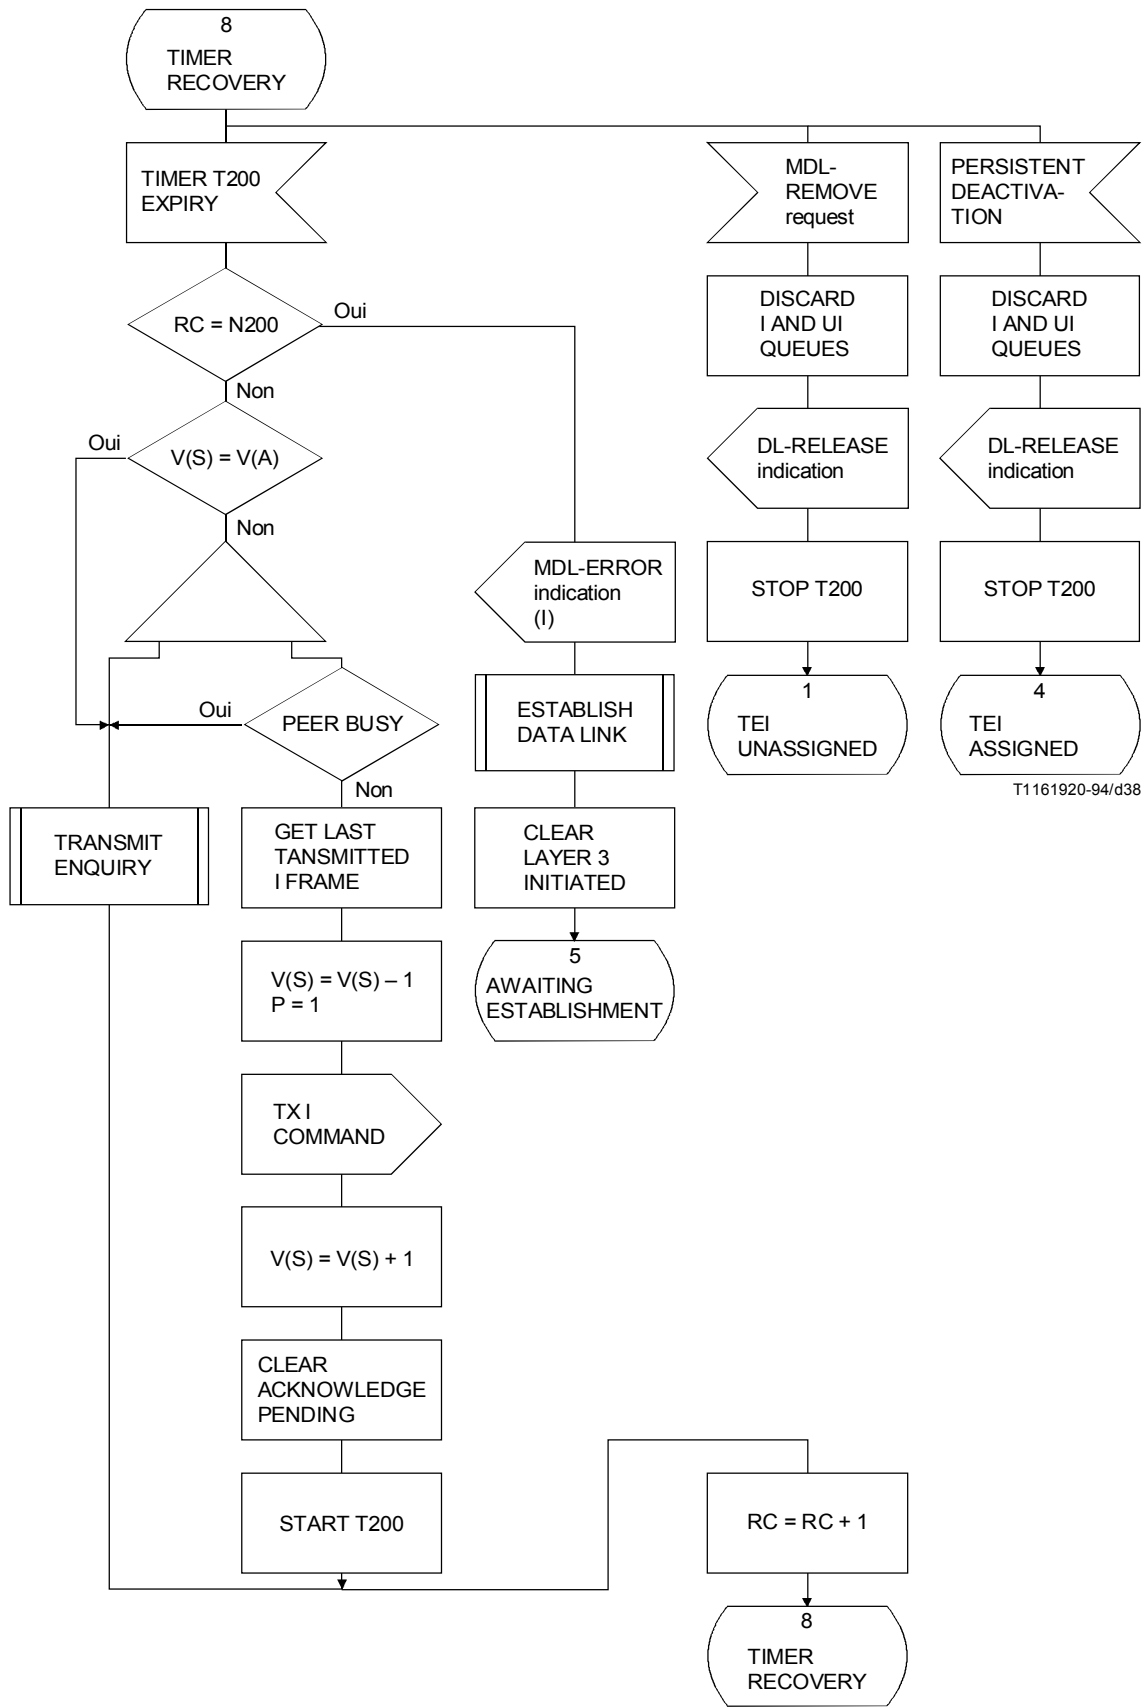 8
TIMER
RECOVERY
TIMER T200
EXPIRY
MDL-
REMOVE
request
PERSISTENT
DEACTIVA-
TION
RC = N200
Oui
Non
DISCARD
I AND UI
QUEUES
DISCARD
I AND UI
QUEUES
Oui
V(S) = V(A)
Non
DL-RELEASE
indication
DL-RELEASE
indication
MDL-ERROR
indication
(I)
STOP T200
STOP T200
Oui
PEER BUSY
Non
ESTABLISH
DATA LINK
1
TEI
UNASSIGNED
4
TEI
ASSIGNED
T1161920-94/d38
TRANSMIT
ENQUIRY
GET LAST
TANSMITTED
I FRAME
CLEAR
LAYER 3
INITIATED
V(S) = V(S) – 1
P = 1
5
AWAITING
ESTABLISHMENT
TX I
COMMAND
V(S) = V(S) + 1
CLEAR
ACKNOWLEDGE
PENDING
START T200
RC = RC + 1
8
TIMER
RECOVERY